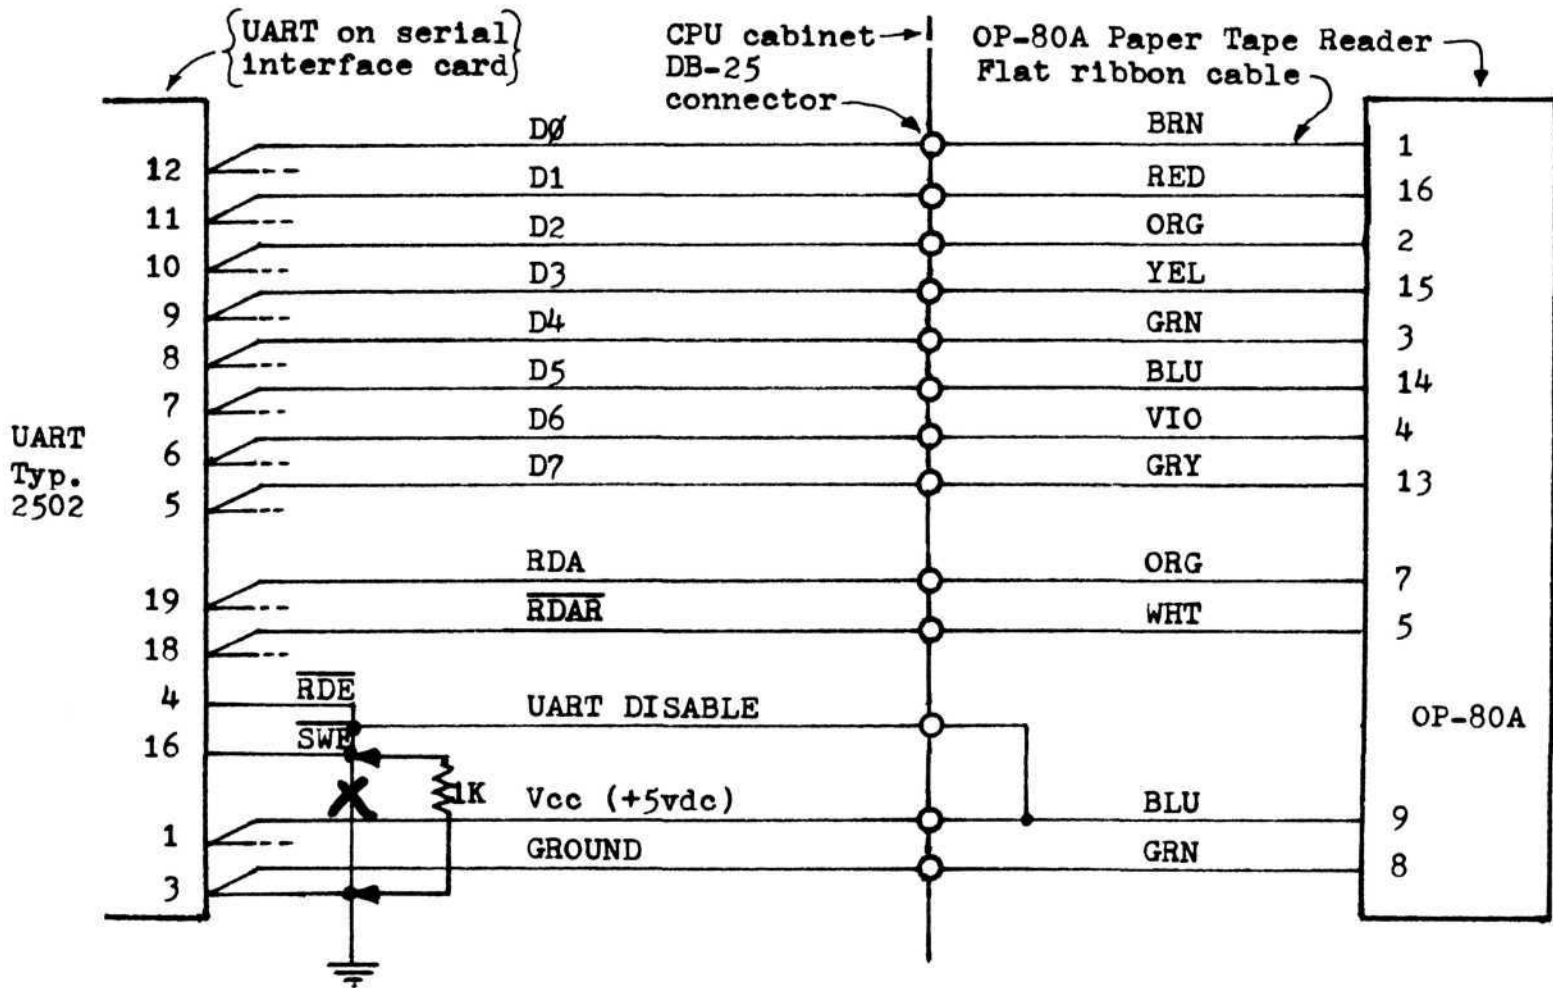 UART on serial
interface card
CPU cabinet
DB-25
connector
OP-80A Paper Tape Reader
Flat ribbon cable
12 DØ BRN 1
11 D1 RED 16
10 D2 ORG 2
9 D3 YEL 15
8 D4 GRN 3
7 D5 BLU 14
6 D6 VIO 4
5 D7 GRY 13
UART
Typ.
2502
19 RDA ORG 7
18 RDAR WHT 5
4 RDE UART DISABLE
16 SWE
OP-80A
1K
1 Vcc (+5vdc) BLU 9
3 GROUND GRN 8